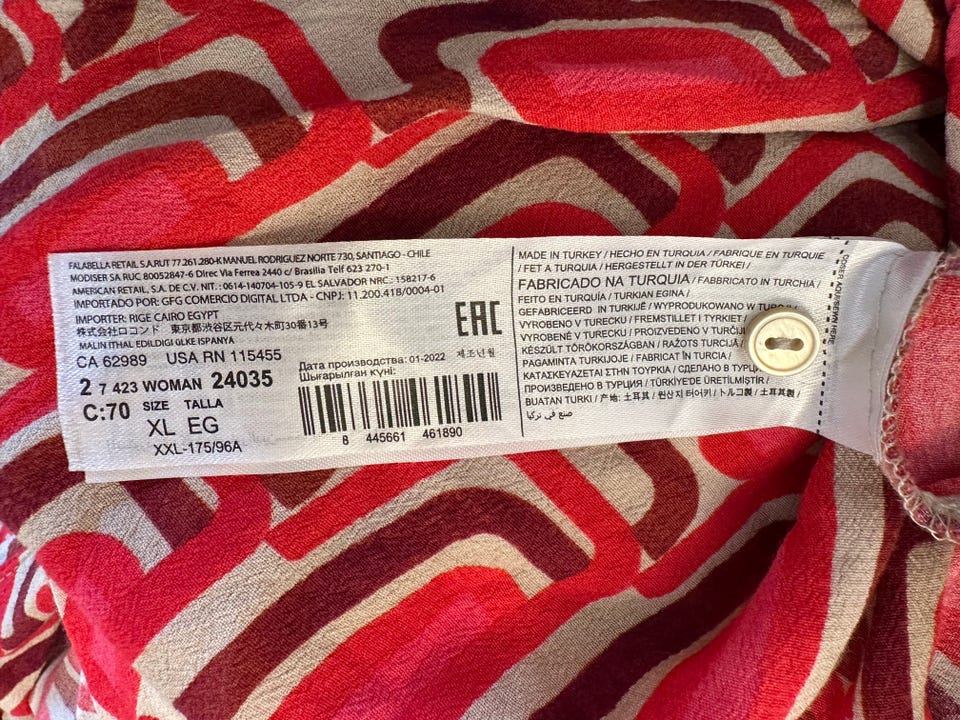 FALABELLA RETAIL S.A.RUT 77.261.280-K MANUEL RODRIGUEZ NORTE 730, SANTIAGO - CHILE
MODISER SA RUC 80052847-6 Direc Via Ferrea 2440 c/ Brasilia Telf 623 270-1
AMERICAN RETAIL, S.A. DE C.V. NIT.: 0614-140704-105-9 EL SALVADOR NRC.: 158217-6
IMPORTADO POR: GFG COMERCIO DIGITAL LTDA - CNPJ: 11.200.418/0004-01
IMPORTER: RIGE CAIRO EGYPT
株式会社ロコンド 東京都渋谷区元代々木町30番13号
MALIN ITHAL EDILDIGI ÜLKE ISPANYA
CA 62989 USA RN 115455
2 7 423 WOMAN 24035
C:70 SIZE TALLA
XL EG
XXL-175/96A
EAC
Дата производства: 01-2022 제조년월
Шығарылған күні:
8 445661 461890
MADE IN TURKEY / HECHO EN TURQUIA / FABRIQUE EN TURQUIE
/ FET A TURQUIA / HERGESTELLT IN DER TÜRKEI /
FABRICADO NA TURQUIA / FABBRICATO IN TURCHIA /
FEITO EN TURQUÍA / TURKIAN EGINA /
GEFABRICEERD IN TURKIJË / WYPRODUKOWANO W
VYROBENO V TURECKU / FREMSTILLET I TYRKIET
VYROBENÉ V TURECKU / PROIZVEDENO V
KÉSZÜLT TÖRÖKORSZÁGBAN / RAŽOTS TURCIJĀ /
PAGAMINTA TURKIJOJE / FABRICAT ÎN TURCIA /
ΚΑΤΑΣΚΕΥΑΖΕΤΑΙ ΣΤΗΝ ΤΟΥΡΚΙΑ / СДЕЛАНО В
ПРОИЗВЕДЕНО В ТУРЦИИ / TÜRKİYE'DE ÜRETİLMİŞTİR /
BUATAN TURKI / 产地: 土耳其 / 원산지 터어키 / トルコ製 / 土耳其製 /
صنع في تركيا